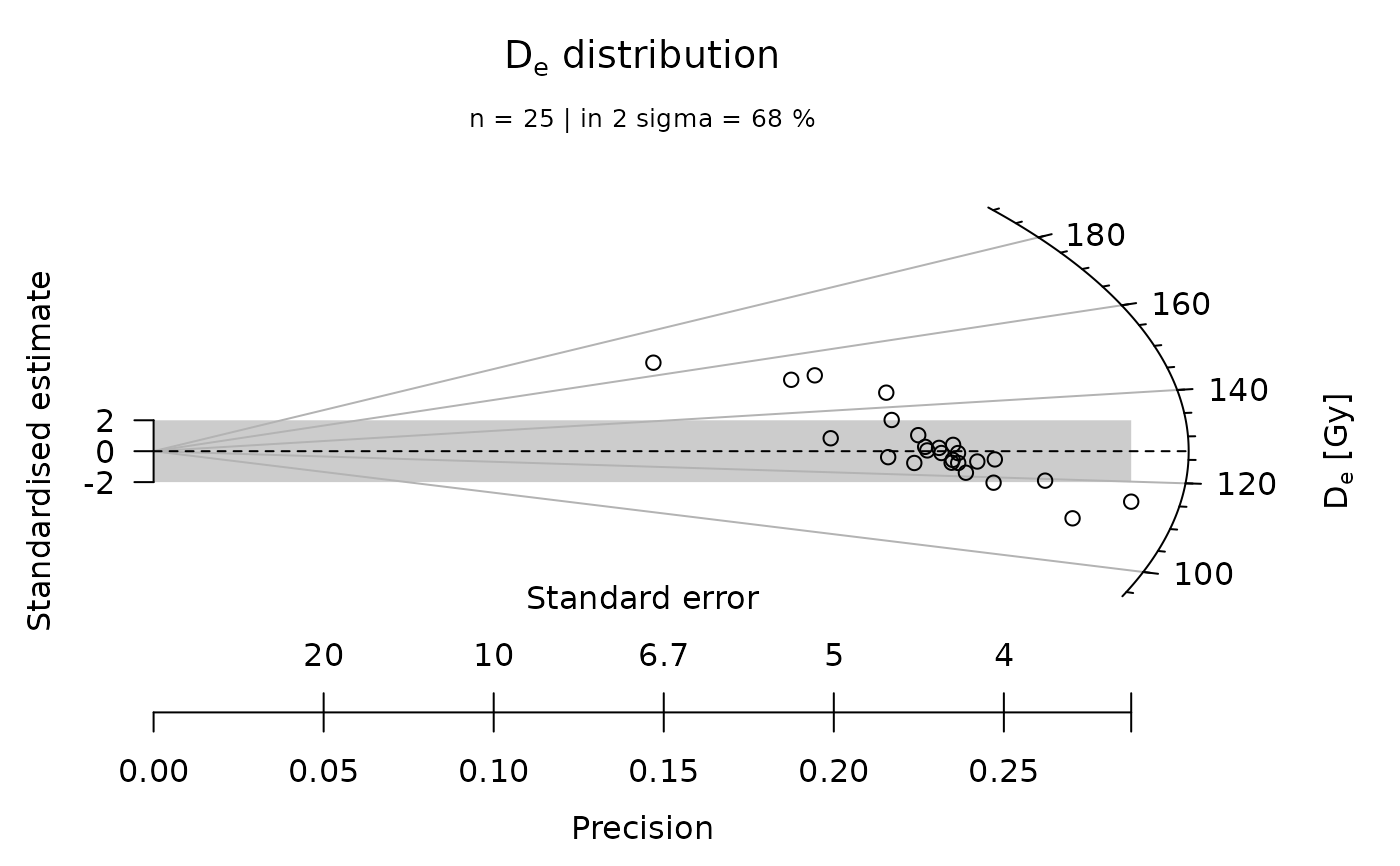 De distribution
n = 25 | in 2 sigma = 68 %
Standardised estimate
2
0
-2
180
160
140
120
100
De [Gy]
Standard error
20 10 6.7 5 4
0.00 0.05 0.10 0.15 0.20 0.25
Precision